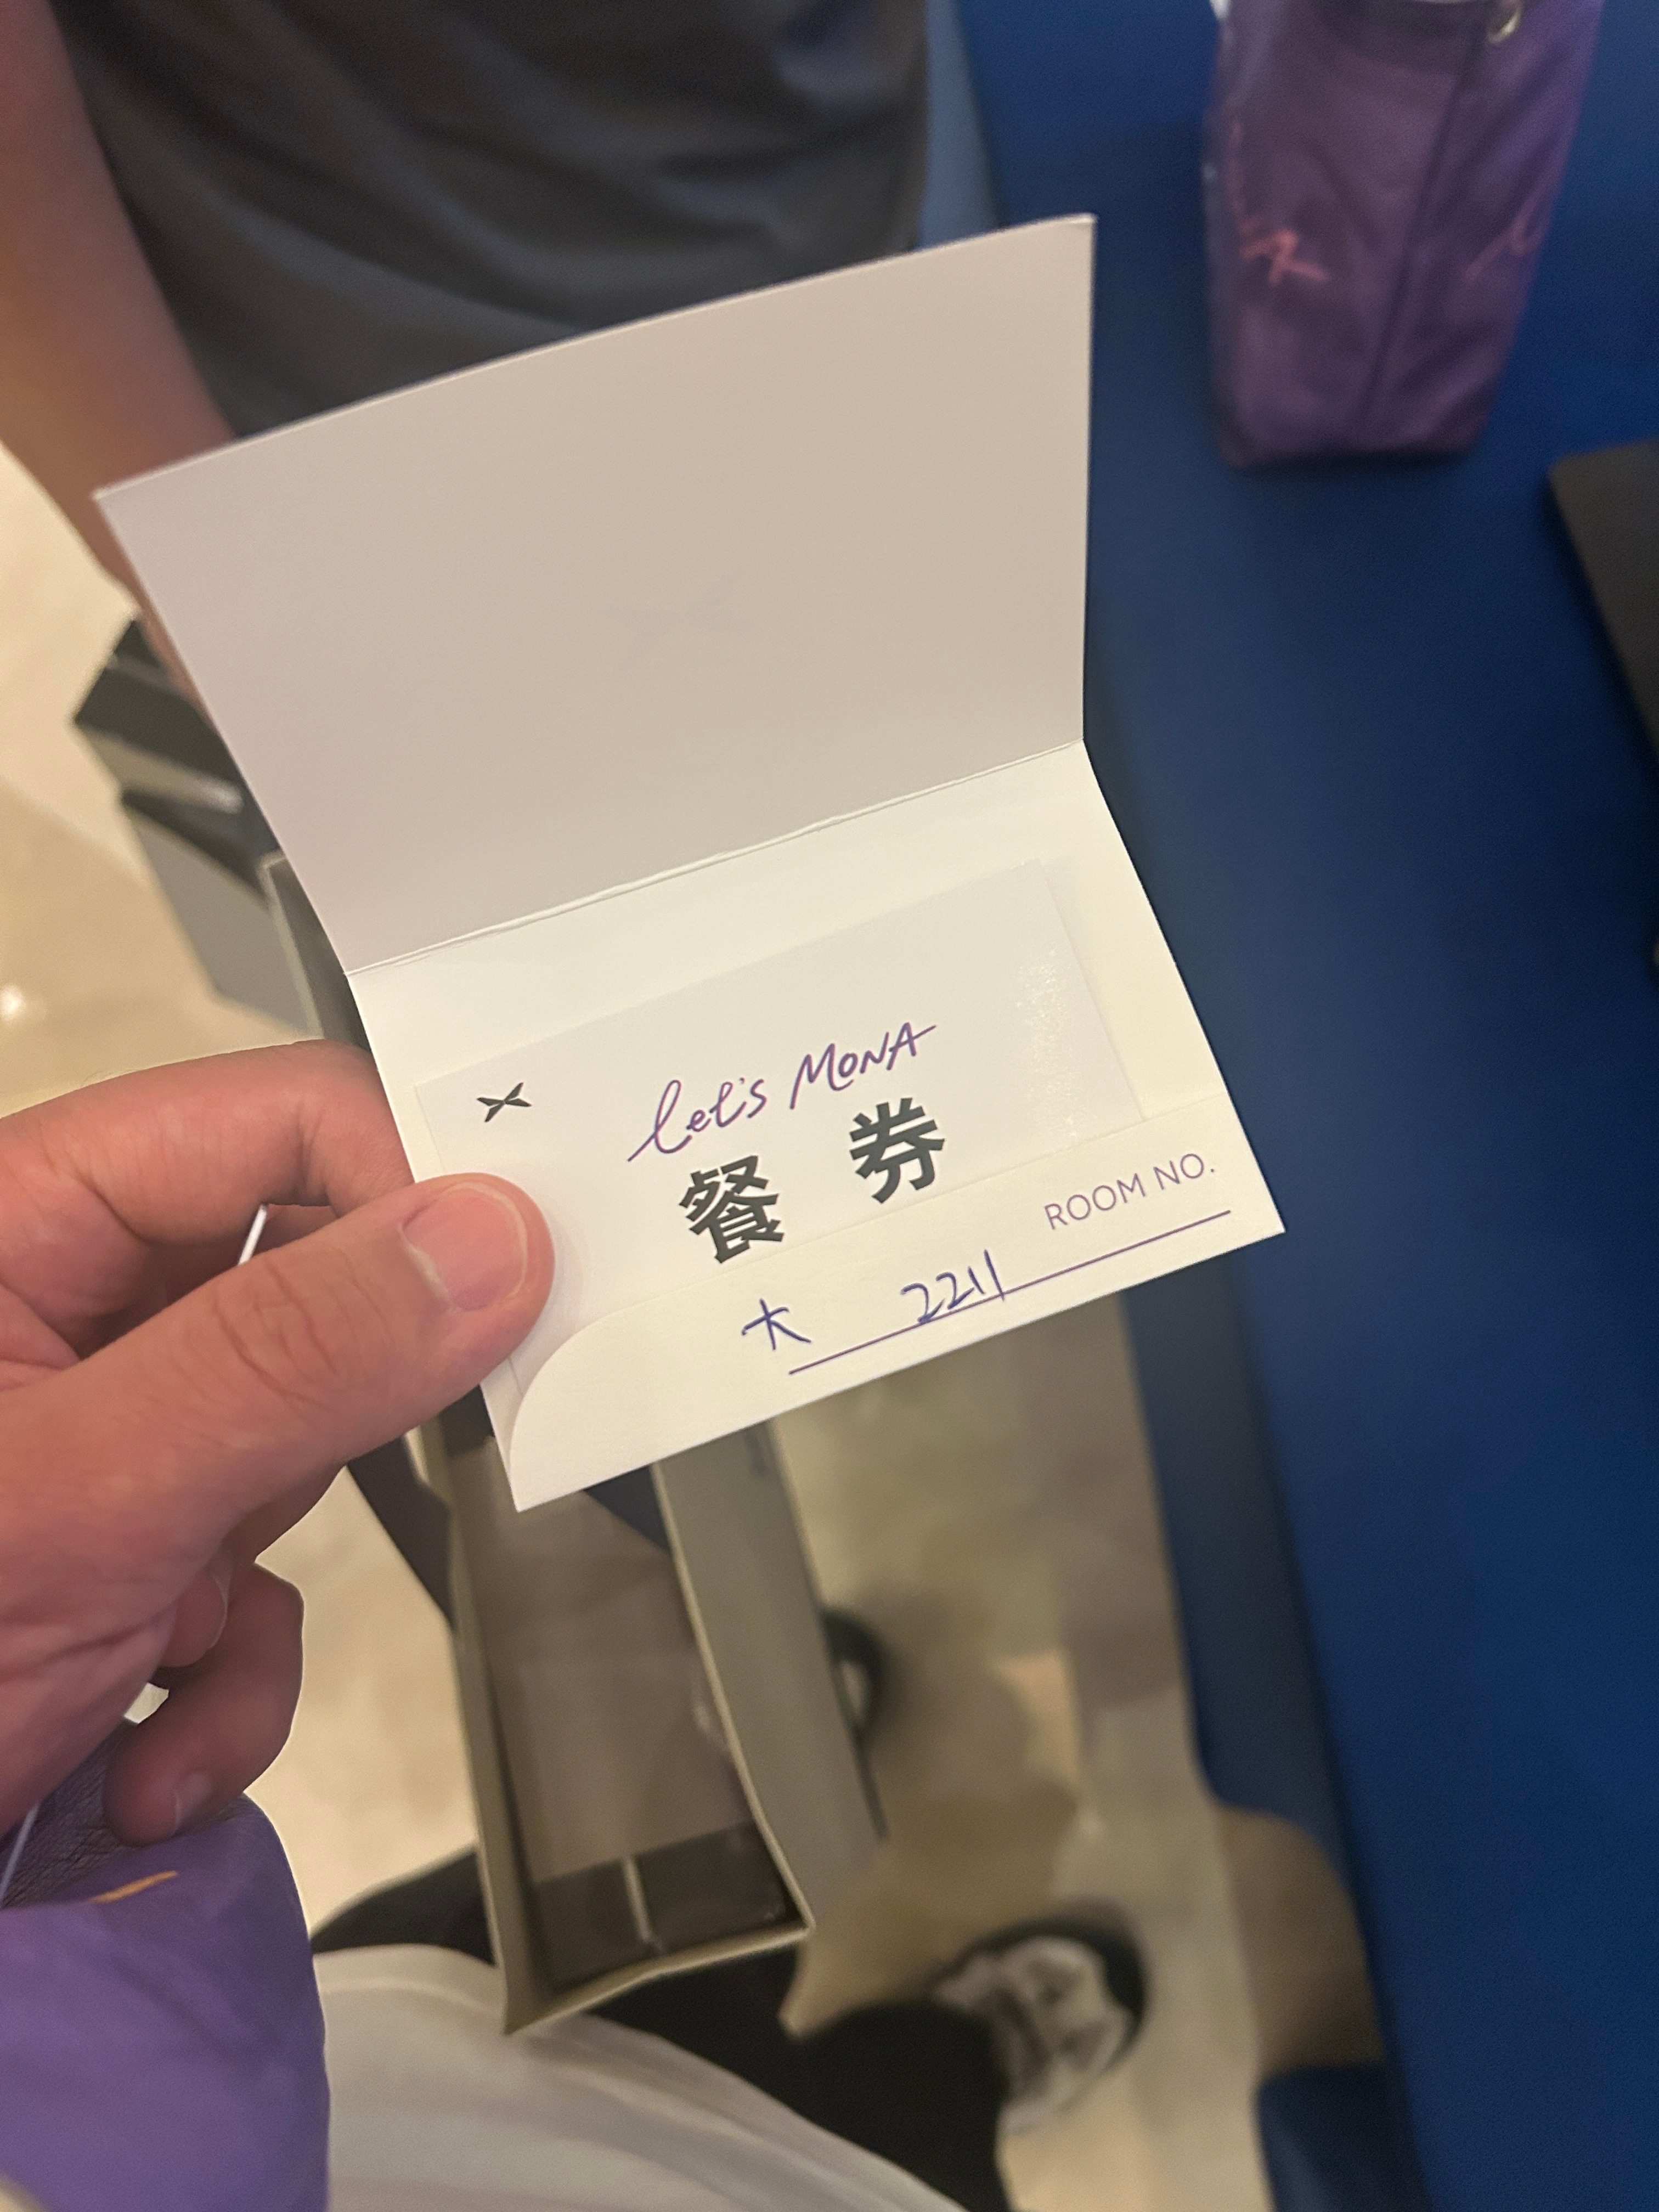 Let's MONA
餐 券
ROOM NO.
大 2211